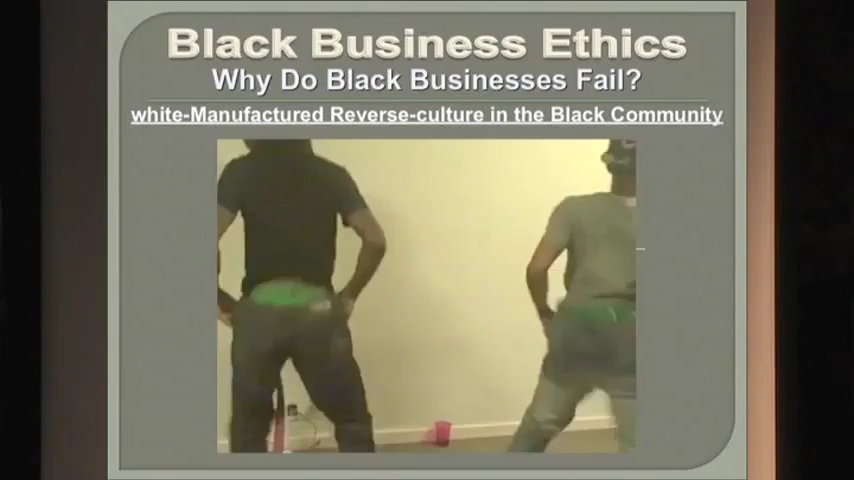 Black Business Ethics
Why Do Black Businesses Fail?
white-Manufactured Reverse-culture in the Black Community